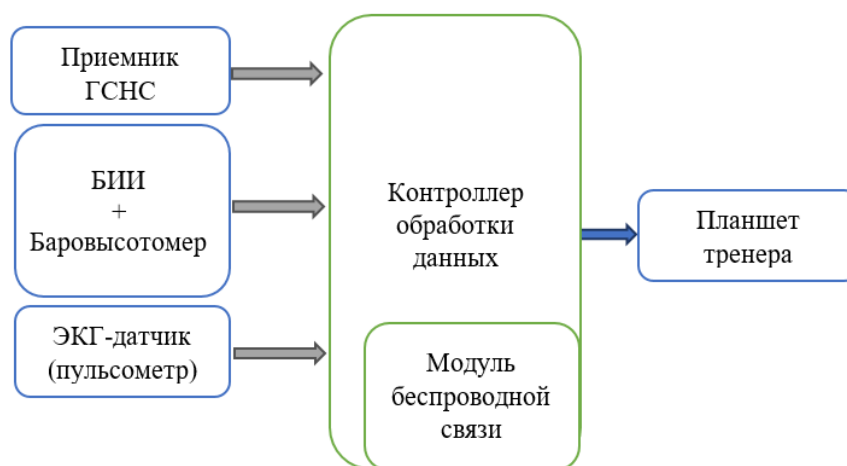 Приемник
ГСНС
БИИ
+
Баровысотомер
ЭКГ-датчик
(пульсометр)
Контроллер
обработки
данных
Модуль
беспроводной
связи
Планшет
тренера